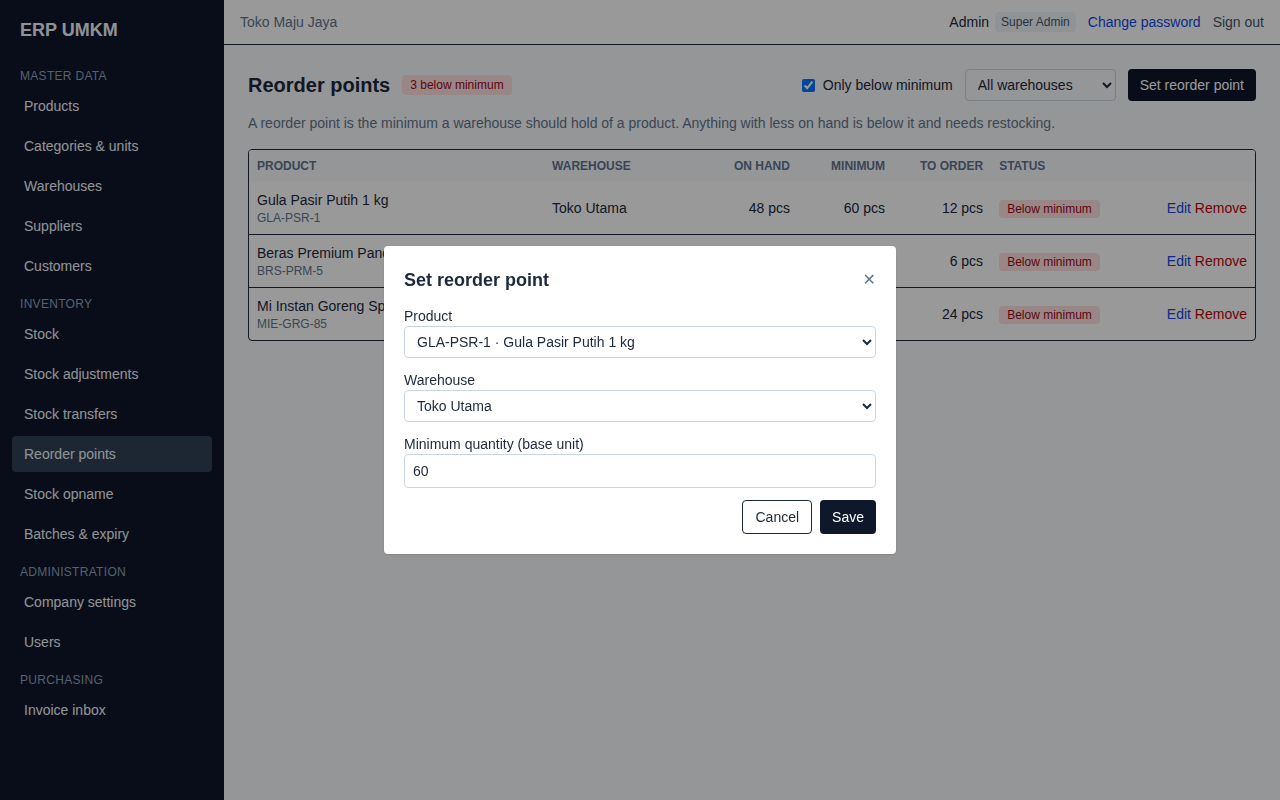 ERP UMKM
Toko Maju Jaya
Admin Super Admin Change password Sign out
MASTER DATA
Products
Categories & units
Warehouses
Suppliers
Customers
INVENTORY
Stock
Stock adjustments
Stock transfers
Reorder points
Stock opname
Batches & expiry
ADMINISTRATION
Company settings
Users
PURCHASING
Invoice inbox
Reorder points 3 below minimum
Only below minimum All warehouses Set reorder point
A reorder point is the minimum a warehouse should hold of a product. Anything with less on hand is below it and needs restocking.
PRODUCT WAREHOUSE ON HAND MINIMUM TO ORDER STATUS
Gula Pasir Putih 1 kg
GLA-PSR-1
Toko Utama 48 pcs 60 pcs 12 pcs Below minimum Edit Remove
Beras Premium
BRS-PRM-5
6 pcs Below minimum Edit Remove
Mi Instan Goreng
MIE-GRG-85
24 pcs Below minimum Edit Remove
Set reorder point ×
Product
GLA-PSR-1 · Gula Pasir Putih 1 kg
Warehouse
Toko Utama
Minimum quantity (base unit)
60
Cancel Save